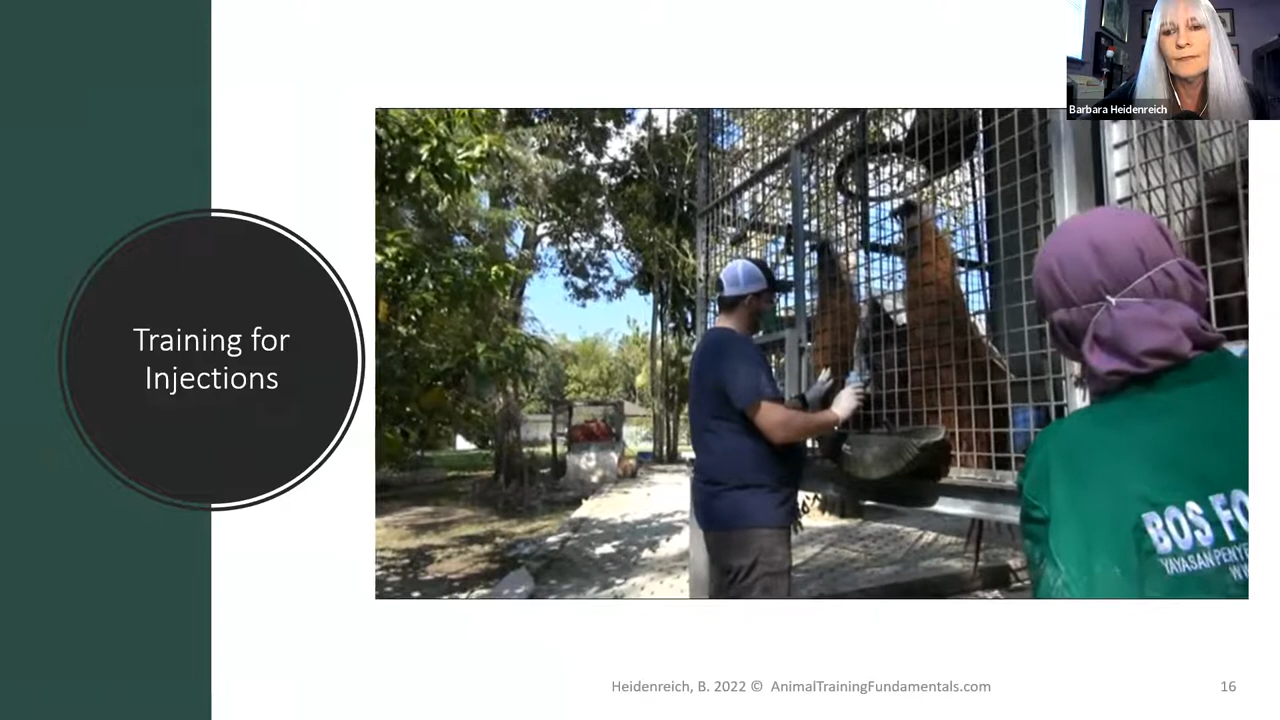 Barbara Heidenreich
Training for
Injections
BOS FO
YAYASAN PENYE
Heidenreich, B. 2022 © AnimalTrainingFundamentals.com
16